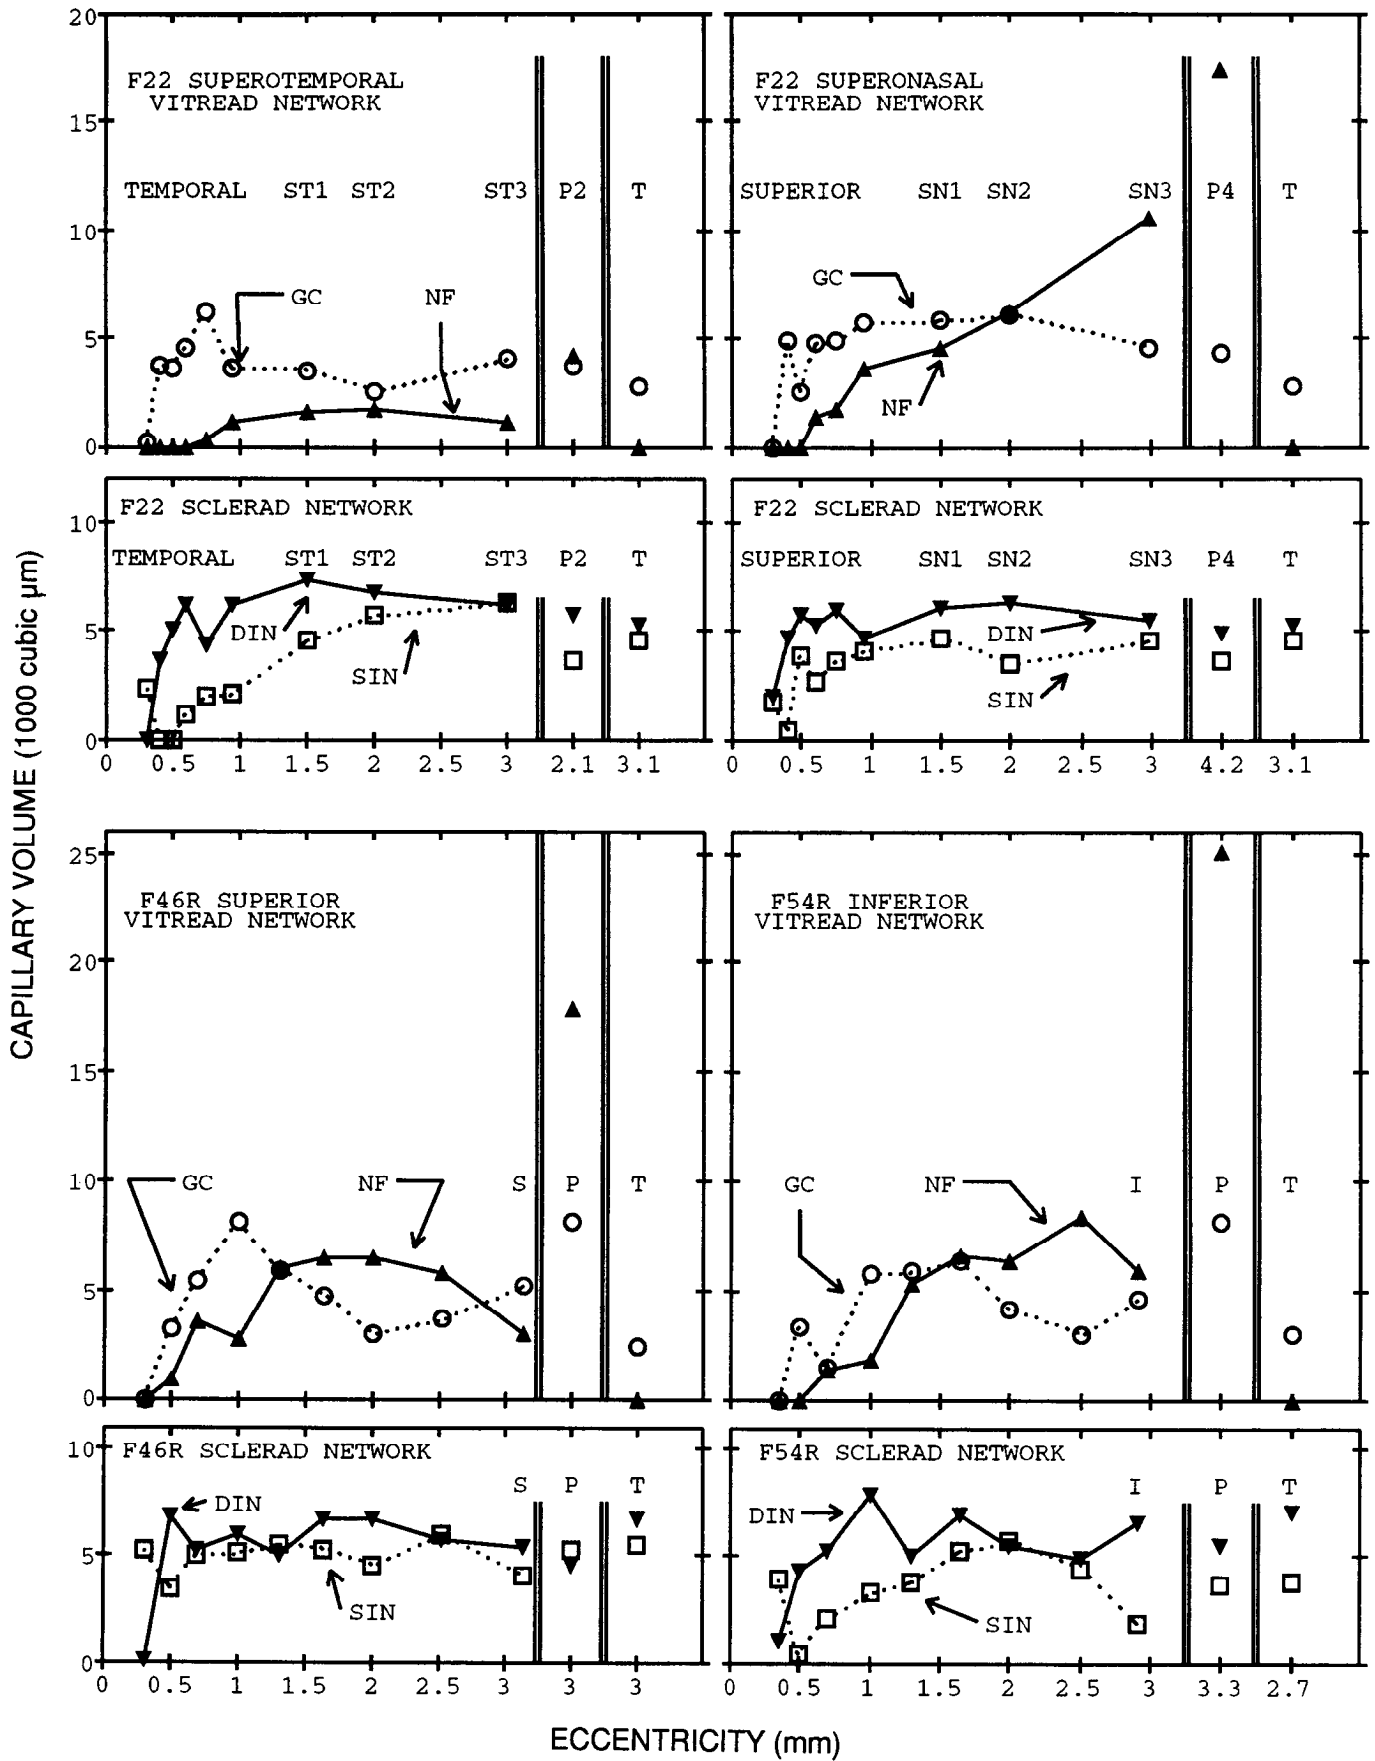 F22 SUPEROTEMPORAL
VITREAD NETWORK
20
15
10
5
0
TEMPORAL ST1 ST2 ST3 P2 T
GC NF
F22 SUPERONASAL
VITREAD NETWORK
SUPERIOR SN1 SN2 SN3 P4 T
GC
NF
F22 SCLERAD NETWORK
10
5
0
TEMPORAL ST1 ST2 ST3 P2 T
DIN
SIN
0 0.5 1 1.5 2 2.5 3 2.1 3.1
F22 SCLERAD NETWORK
SUPERIOR SN1 SN2 SN3 P4 T
DIN
SIN
0 0.5 1 1.5 2 2.5 3 4.2 3.1
CAPILLARY VOLUME (1000 cubic µm)
F46R SUPERIOR
VITREAD NETWORK
25
20
15
10
5
0
GC NF S P T
F54R INFERIOR
VITREAD NETWORK
GC NF I P T
F46R SCLERAD NETWORK
10
5
0
S P T
DIN
SIN
0 0.5 1 1.5 2 2.5 3 3 3
F54R SCLERAD NETWORK
I P T
DIN
SIN
0 0.5 1 1.5 2 2.5 3 3.3 2.7
ECCENTRICITY (mm)